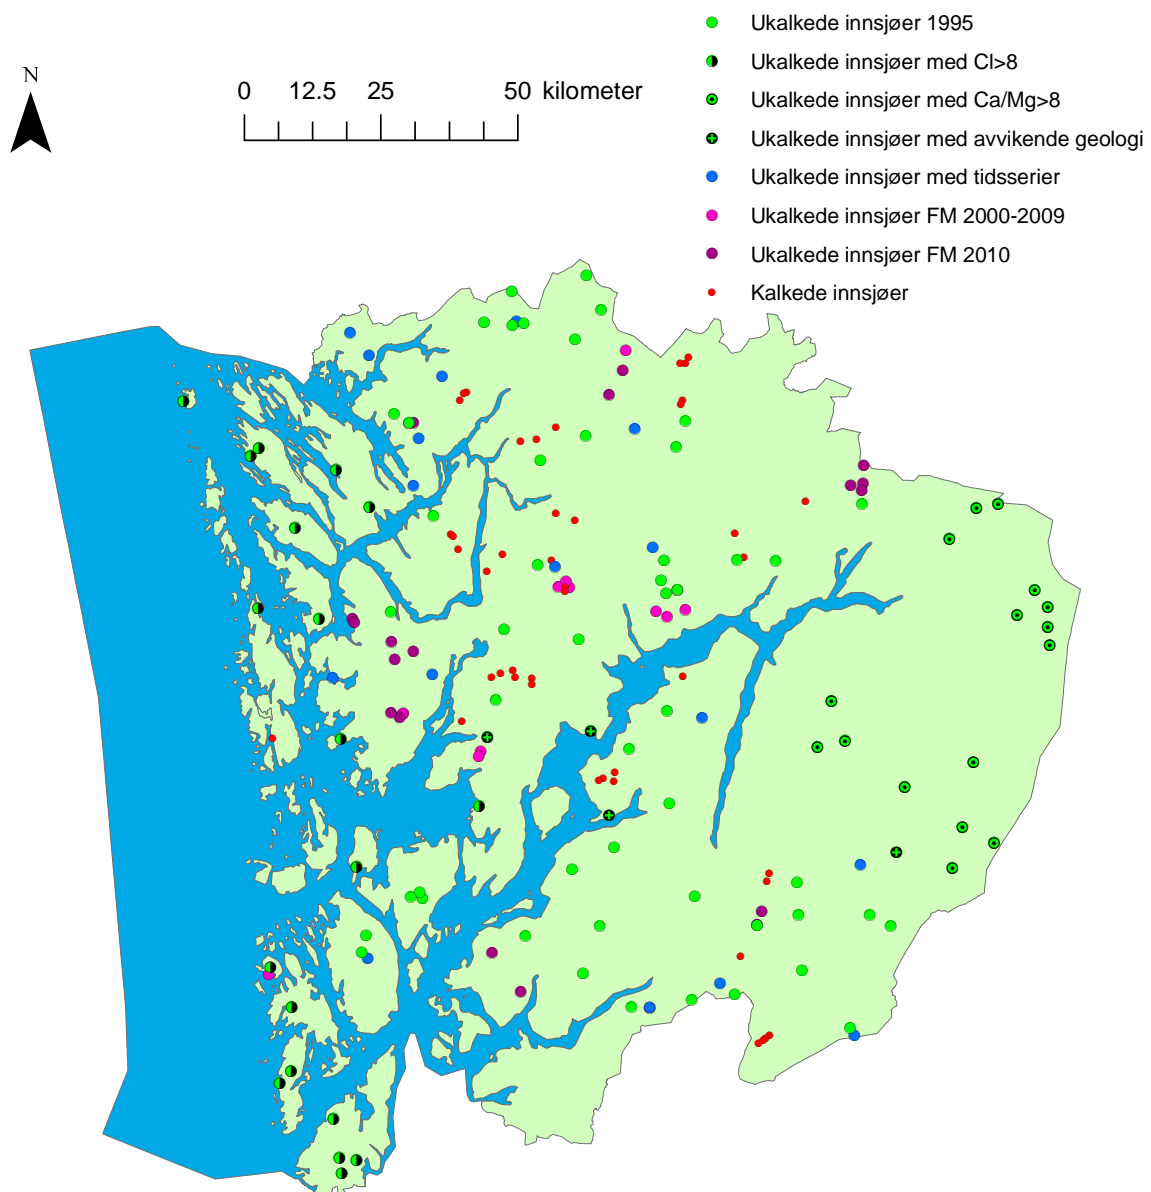 Ukalkede innsjøer 1995
Ukalkede innsjøer med Cl>8
Ukalkede innsjøer med Ca/Mg>8
Ukalkede innsjøer med avvikende geologi
Ukalkede innsjøer med tidsserier
Ukalkede innsjøer FM 2000-2009
Ukalkede innsjøer FM 2010
Kalkede innsjøer
N
0 12.5 25 50 kilometer